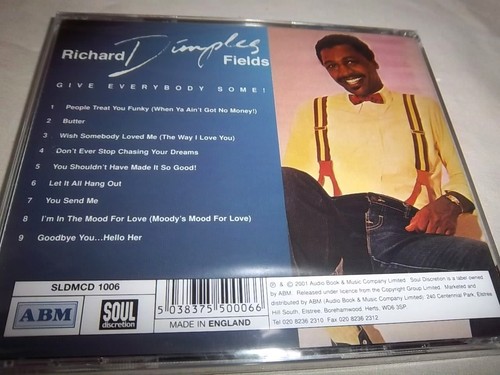 Richard Dimples Fields
GIVE EVERYBODY SOME!
1 People Treat You Funky (When Ya Ain't Got No Money!)
2 Butter
3 Wish Somebody Loved Me (The Way I Love You)
4 Don't Ever Stop Chasing Your Dreams
5 You Shouldn't Have Made It So Good!
6 Let It All Hang Out
7 You Send Me
8 I'm In The Mood For Love (Moody's Mood For Love)
9 Goodbye You...Hello Her
SLDMCD 1006
ABM
SOUL
discretion
5 038375 500066
MADE IN ENGLAND
℗ & © 2001 Audio Book & Music Company Limited. Soul Discretion is a label owned
by ABM. Released under licence from the Copyright Group Limited. Marketed and
distributed by ABM (Audio Book & Music Company Limited), 240 Centennial Park, Elstree
Hill South, Elstree, Borehamwood, Herts, WD6 3SP
Tel 020 8236 2310 Fax 020 8236 2312